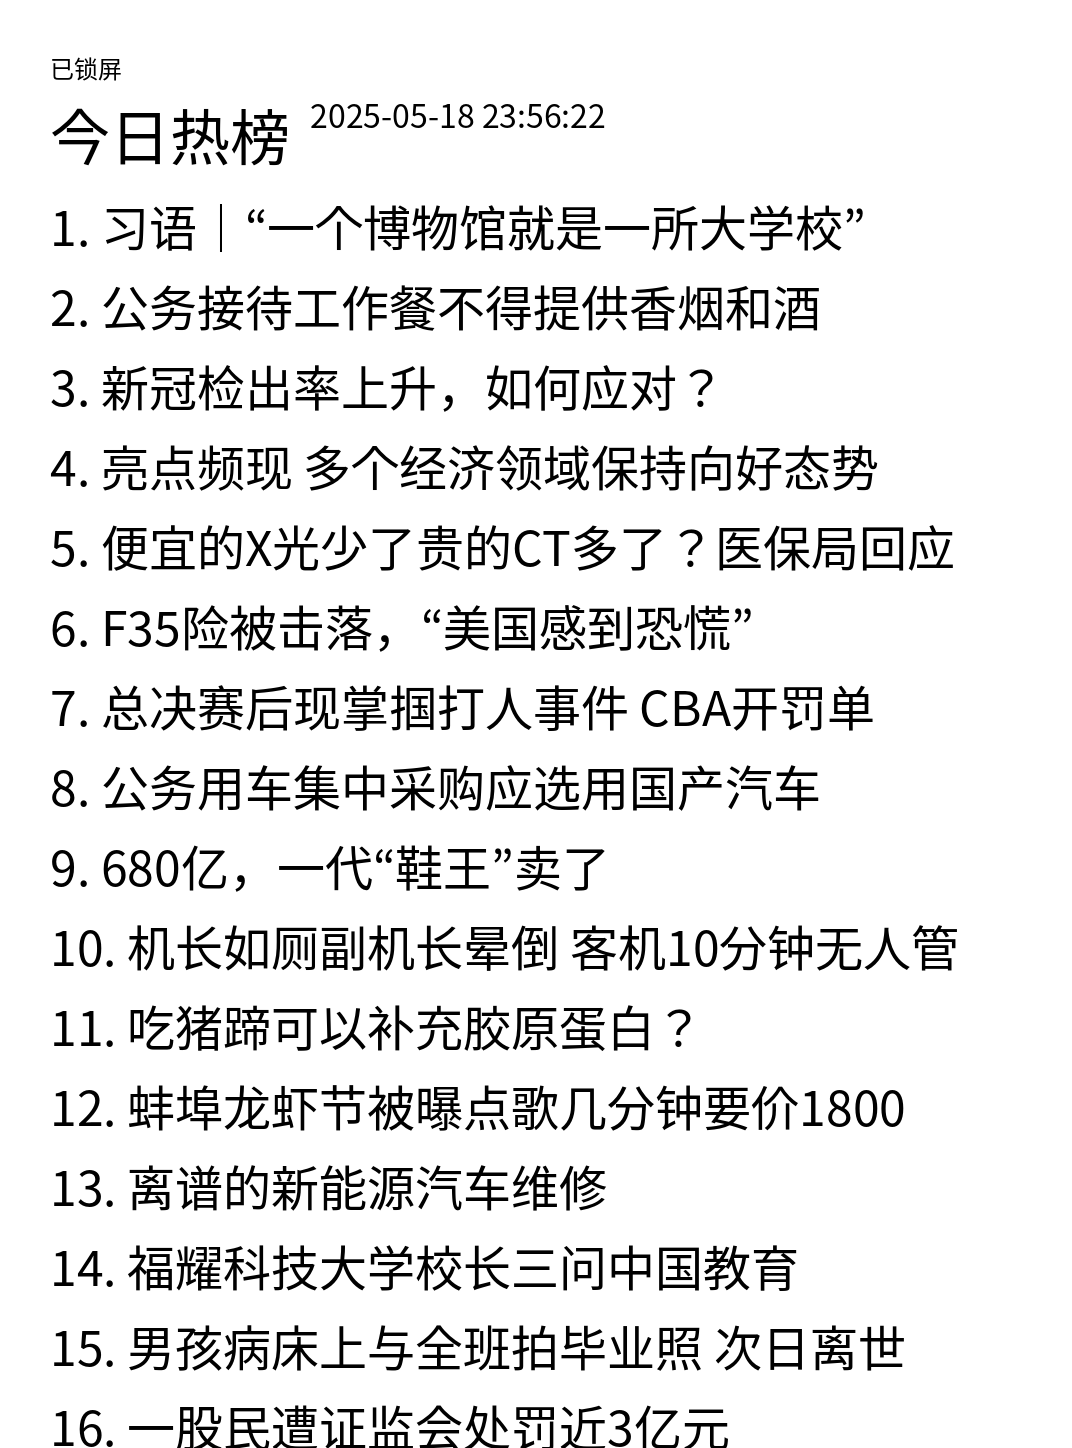 已锁屏
今日热榜 2025-05-18 23:56:22
1. 习语｜“一个博物馆就是一所大学校”
2. 公务接待工作餐不得提供香烟和酒
3. 新冠检出率上升，如何应对？
4. 亮点频现 多个经济领域保持向好态势
5. 便宜的X光少了贵的CT多了？医保局回应
6. F35险被击落，“美国感到恐慌”
7. 总决赛后现掌掴打人事件 CBA开罚单
8. 公务用车集中采购应选用国产汽车
9. 680亿，一代“鞋王”卖了
10. 机长如厕副机长晕倒 客机10分钟无人管
11. 吃猪蹄可以补充胶原蛋白？
12. 蚌埠龙虾节被曝点歌几分钟要价1800
13. 离谱的新能源汽车维修
14. 福耀科技大学校长三问中国教育
15. 男孩病床上与全班拍毕业照 次日离世
16. 一股民遭证监会处罚近3亿元